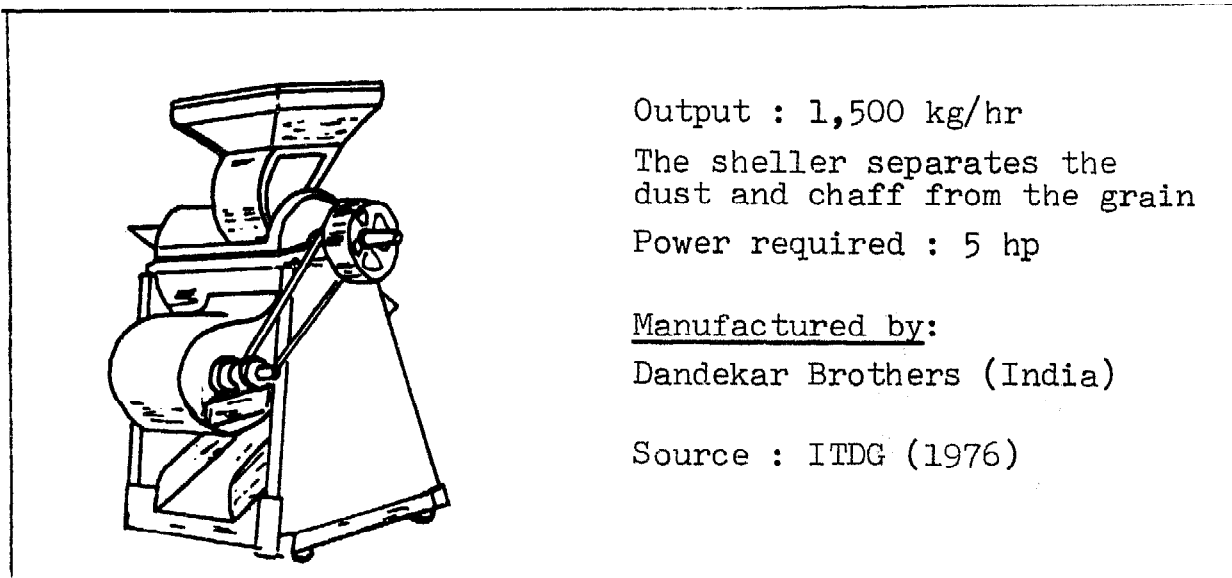 Output : 1,500 kg/hr
The sheller separates the
dust and chaff from the grain
Power required : 5 hp
Manufactured by:
Dandekar Brothers (India)
Source : ITDG (1976)